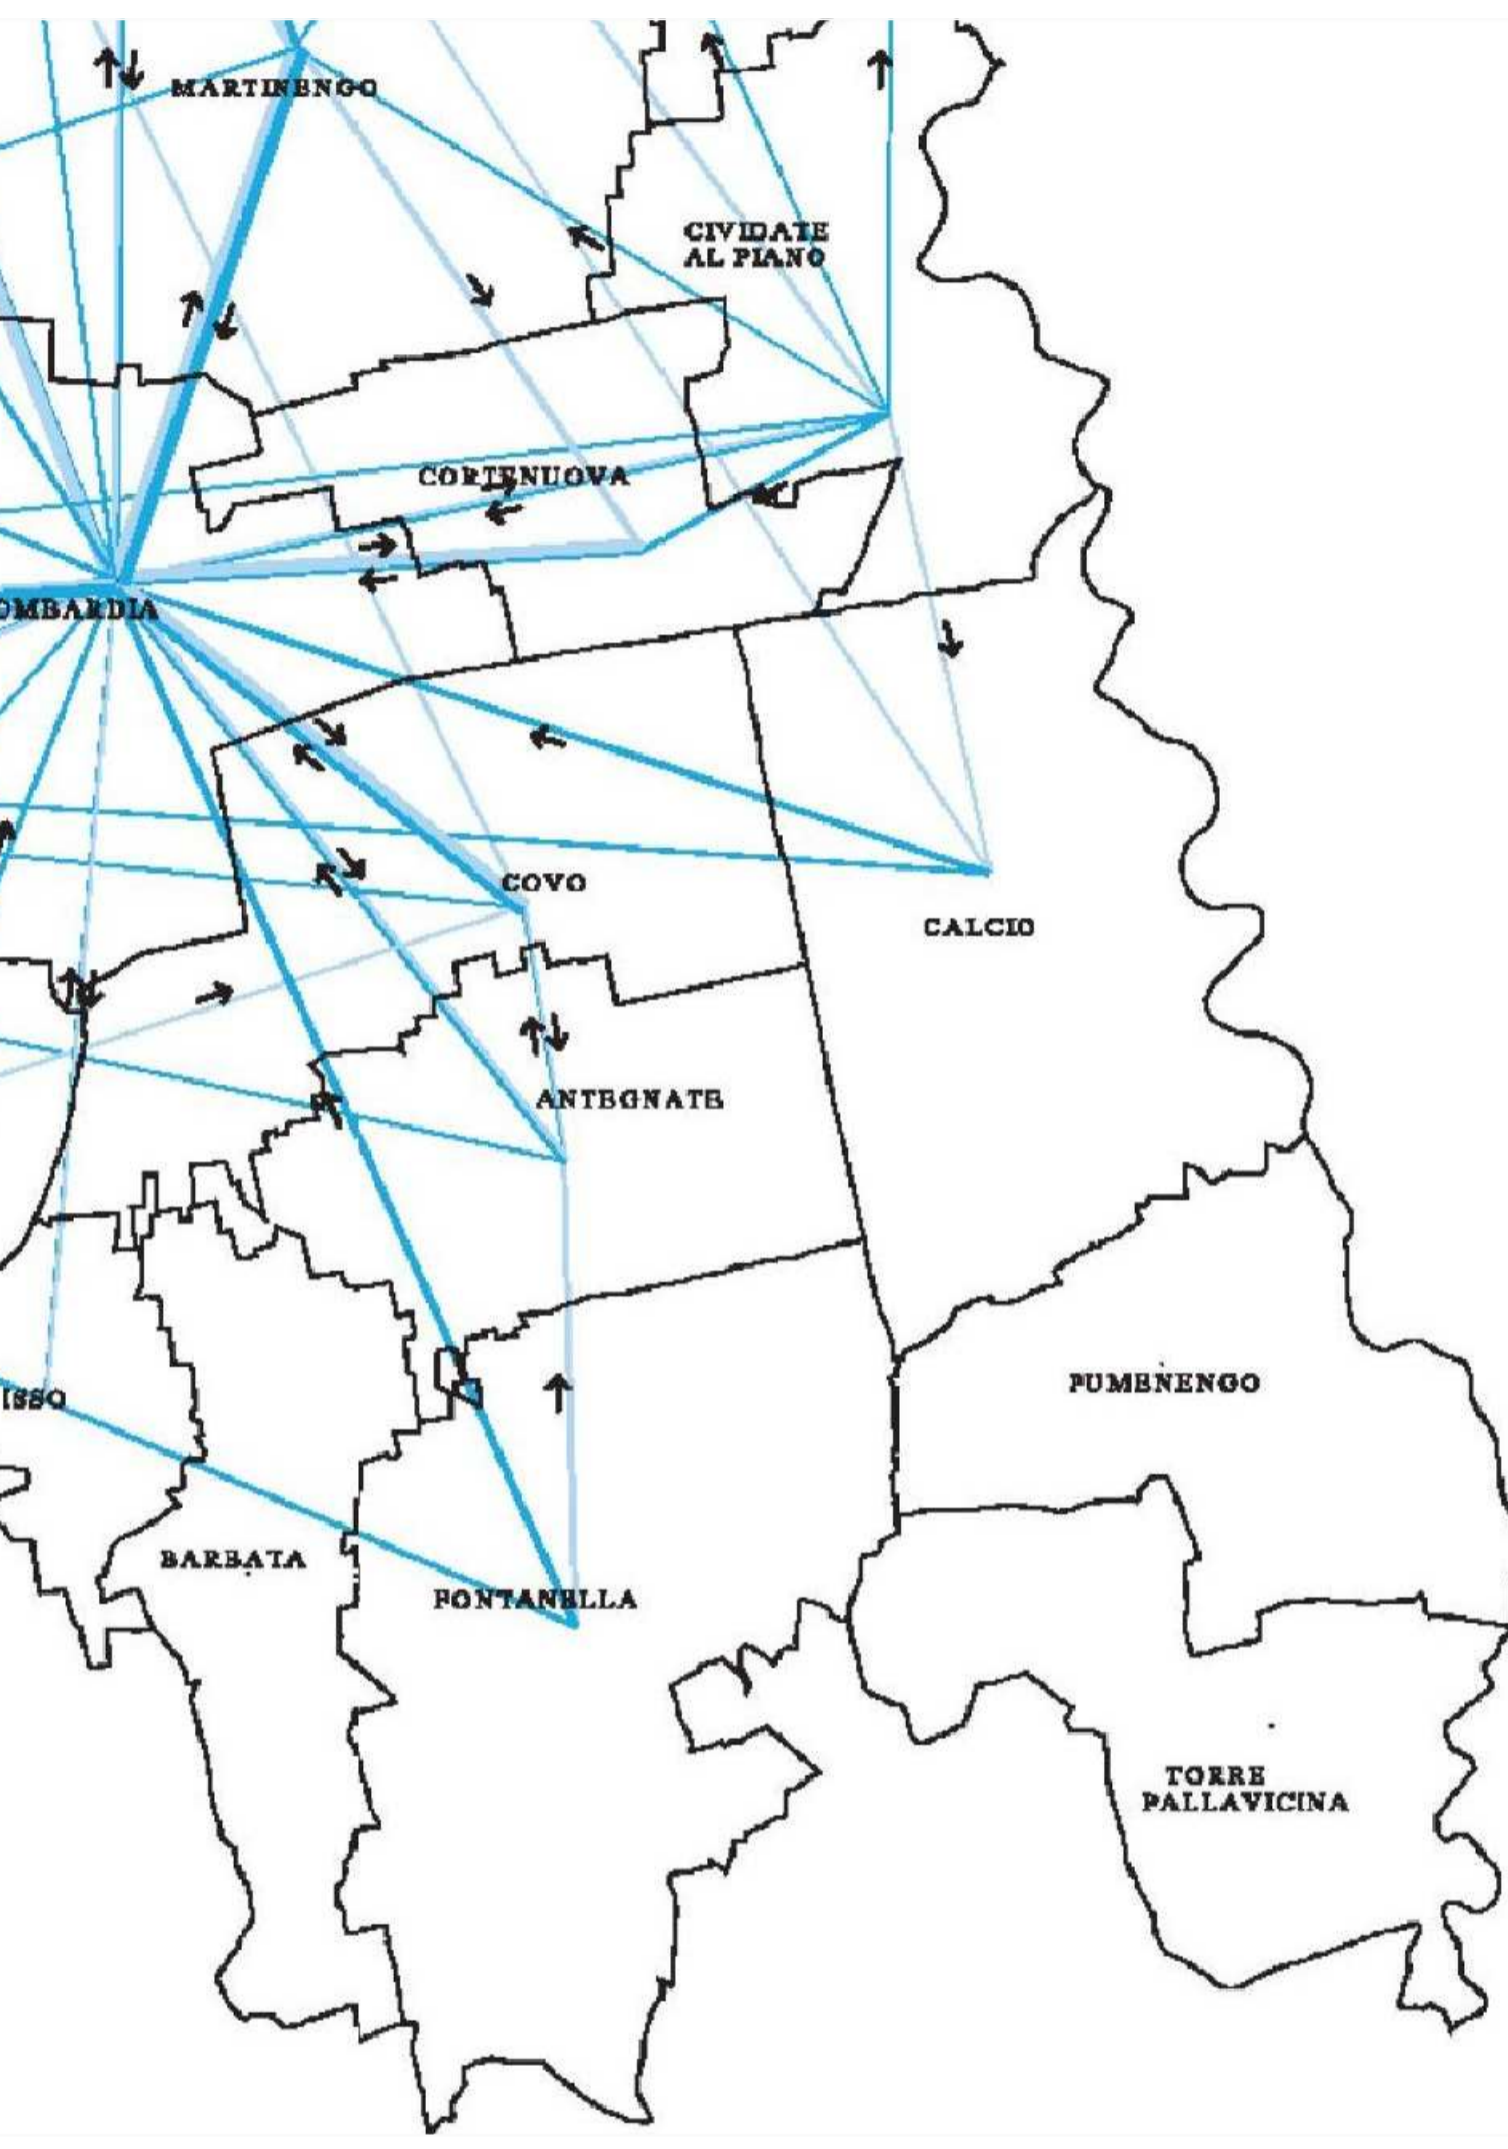 MARTINENGO
CIVIDATE
AL PIANO
CORTENUOVA
OMBARDIA
COVO
CALCIO
ANTEGNATE
PUMENENGO
ISSO
BARBATA
FONTANELLA
TORRE
PALLAVICINA